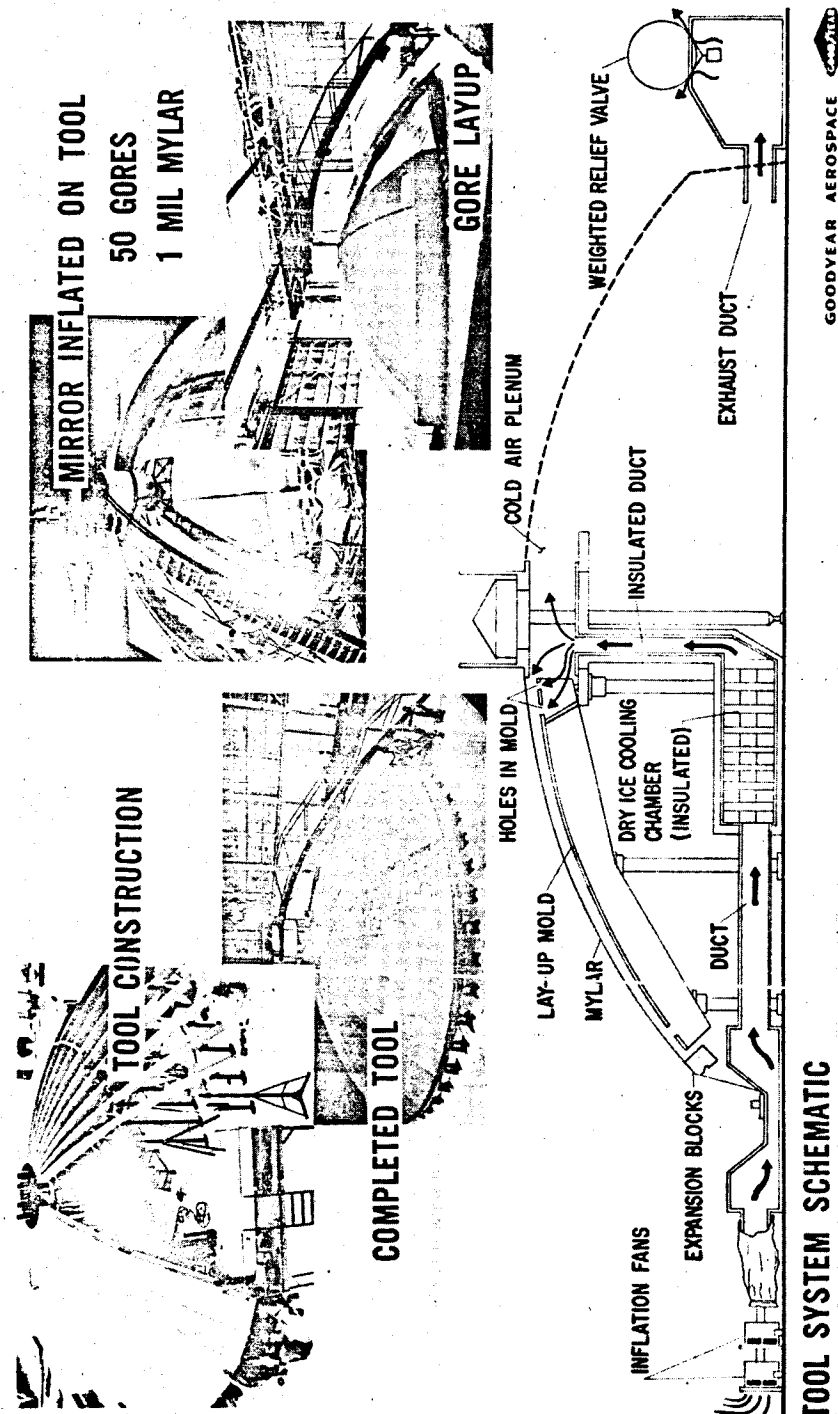 TOOL CONSTRUCTION
COMPLETED TOOL
MIRROR INFLATED ON TOOL
50 GORES
1 MIL MYLAR
GORE LAYUP
INFLATION FANS
EXPANSION BLOCKS
MYLAR
LAY-UP MOLD
DUCT
DRY ICE COOLING
CHAMBER
(INSULATED)
HOLES IN MOLD
COLD AIR PLENUM
INSULATED DUCT
WEIGHTED RELIEF VALVE
EXHAUST DUCT
TOOL SYSTEM SCHEMATIC
GOODYEAR AEROSPACE